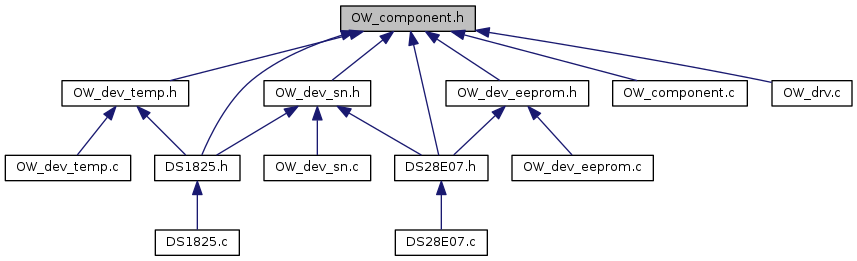 OW_component.h
OW_dev_temp.h
OW_dev_sn.h
OW_dev_eeprom.h
OW_component.c
OW_drv.c
OW_dev_temp.c
DS1825.h
OW_dev_sn.c
DS28E07.h
OW_dev_eeprom.c
DS1825.c
DS28E07.c